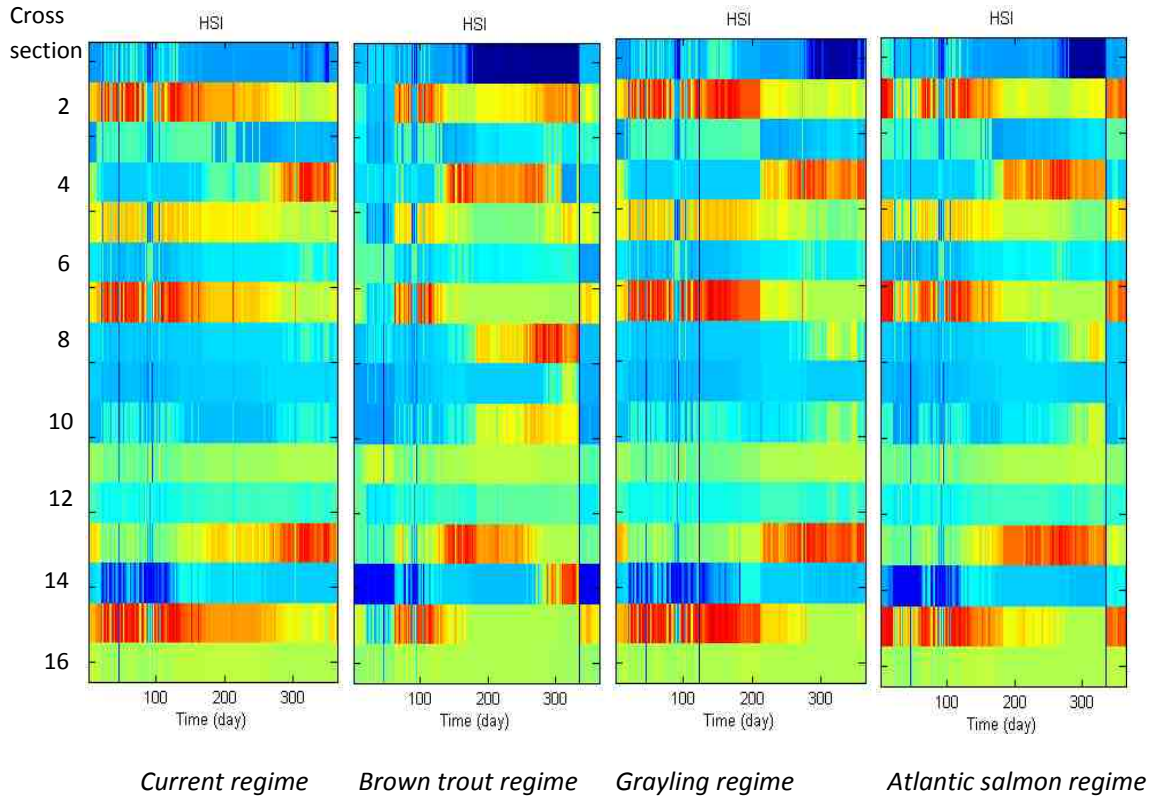 Cross
section
HSI HSI HSI HSI
2
4
6
8
10
12
14
16
100 200 300 100 200 300 100 200 300 100 200 300
Time (day) Time (day) Time (day) Time (day)
Current regime Brown trout regime Grayling regime Atlantic salmon regime